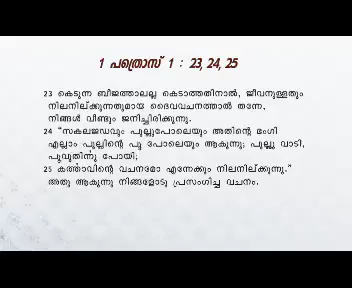 1 പത്രോസ് 1 : 23, 24, 25
23 കെടുന്ന ബീജത്താലല്ല കെടാത്തതിനാൽ, ജീവനുള്ളതും
നിലനില്ക്കുന്നതുമായ ദൈവവചനത്താൽ തന്നേ,
നിങ്ങൾ വീണ്ടും ജനിച്ചിരിക്കുന്നു.
24 “സകലജഡവും പുല്ലുപോലെയും അതിന്റെ ഭംഗി
എല്ലാം പുല്ലിന്റെ പൂ പോലെയും ആകുന്നു; പുല്ലു വാടി,
പൂവുതിർന്നു പോയി;
25 കർത്താവിന്റെ വചനമോ എന്നേക്കും നിലനില്ക്കുന്നു.”
അതു ആകുന്നു നിങ്ങളോടു പ്രസംഗിച്ച വചനം.